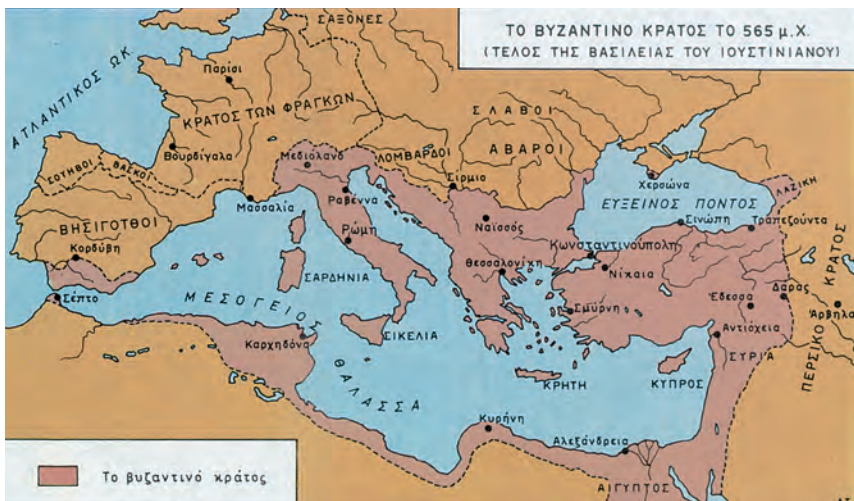 ΤΟ ΒΥΖΑΝΤΙΝΟ ΚΡΑΤΟΣ ΤΟ 565 μ.Χ.
(ΤΕΛΟΣ ΤΗΣ ΒΑΣΙΛΕΙΑΣ ΤΟΥ ΙΟΥΣΤΙΝΙΑΝΟΥ)
ΣΑΞΟΝΕΣ
ΑΤΛΑΝΤΙΚΟΣ ΩΚ.
Παρίσι
ΚΡΑΤΟΣ ΤΩΝ ΦΡΑΓΚΩΝ
ΣΛΑΒΟΙ
ΑΒΑΡΟΙ
Βουρδίγαλα
ΛΟΜΒΑΡΔΟΙ
Μεδιόλανο
ΣΟΥΗΒΟΙ
ΒΑΣΚΟΙ
Σίρμιο
Χερσώνα
ΛΑΖΙΚΗ
Ραβέννα
Μασσαλία
ΕΥΞΕΙΝΟΣ ΠΟΝΤΟΣ
ΒΗΣΙΓΟΤΘΟΙ
Ναϊσσός
Σινώπη
Τραπεζούντα
Ρώμη
Κορδύβη
Κωνσταντινούπολη
Θεσσαλονίκη
Νίκαια
ΣΑΡΔΗΝΙΑ
ΠΕΡΣΙΚΟ ΚΡΑΤΟΣ
Σέπτο
ΜΕΣΟΓΕΙΟΣ ΘΑΛΑΣΣΑ
Σμύρνη
Έδεσσα
Δαράς
Άρβηλα
ΣΙΚΕΛΙΑ
Καρχηδόνα
Αντιόχεια
ΣΥΡΙΑ
ΚΡΗΤΗ
ΚΥΠΡΟΣ
Κυρήνη
Αλεξάνδρεια
ΑΙΓΥΠΤΟΣ
Το βυζαντινό κράτος